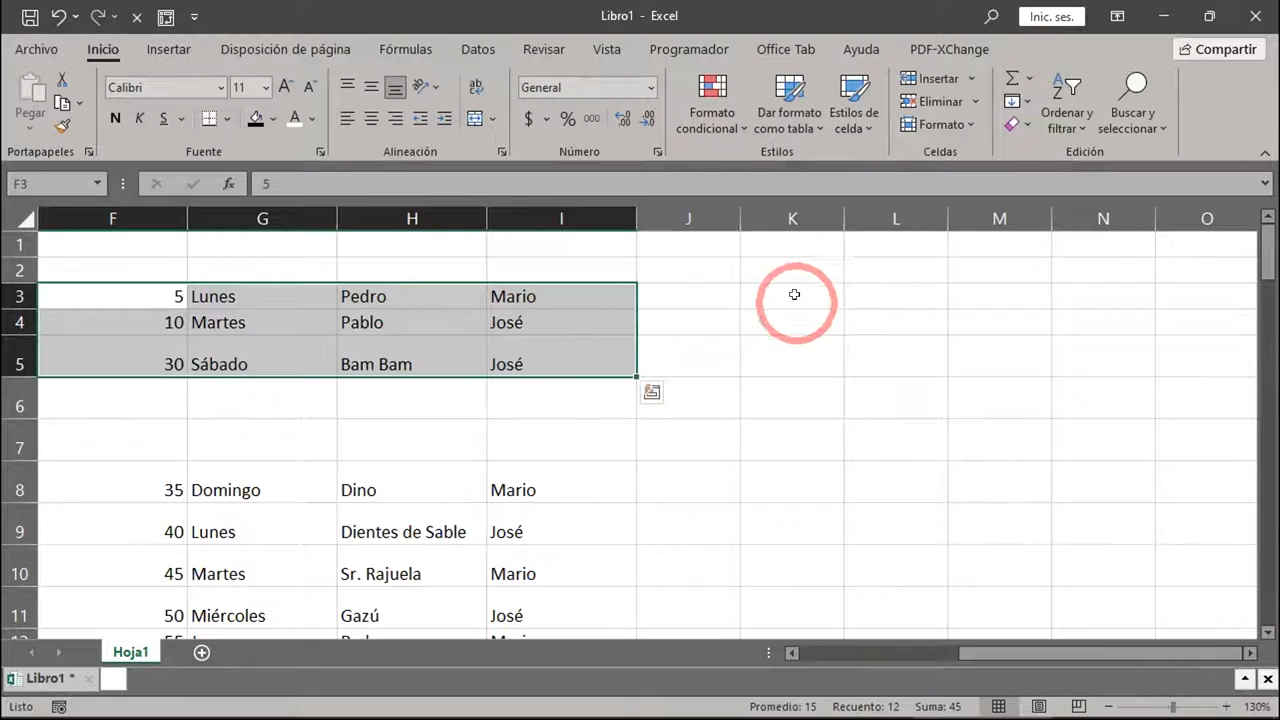 Libro1 - Excel
Inic. ses.
Archivo Inicio Insertar Disposición de página Fórmulas Datos Revisar Vista Programador Office Tab Ayuda PDF-XChange Compartir
Pegar
Calibri 11
N K S A
ab
General
$ % 000
Formato condicional
Dar formato como tabla
Estilos de celda
Insertar
Eliminar
Formato
Ordenar y filtrar
Buscar y seleccionar
Portapapeles Fuente Alineación Número Estilos Celdas Edición
F3 fx 5
F G H I J K L M N O
1
2
3 5 Lunes Pedro Mario
4 10 Martes Pablo José
5 30 Sábado Bam Bam José
6
7
8 35 Domingo Dino Mario
9 40 Lunes Dientes de Sable José
10 45 Martes Sr. Rajuela Mario
11 50 Miércoles Gazú José
Hoja1
Libro1 *
Listo Promedio: 15 Recuento: 12 Suma: 45 130%